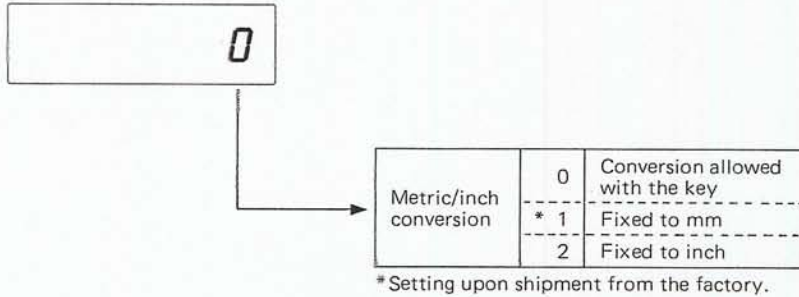 0
Metric/inch
conversion
0 Conversion allowed
with the key
* 1 Fixed to mm
2 Fixed to inch
*Setting upon shipment from the factory.